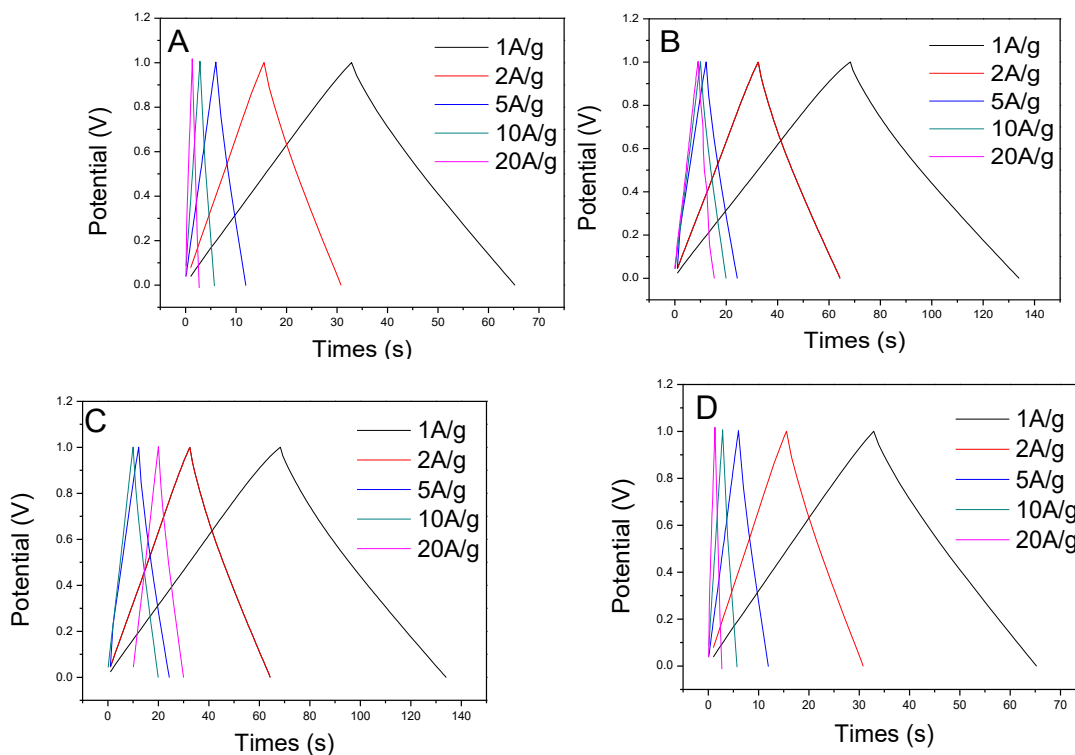 A
1A/g
2A/g
5A/g
10A/g
20A/g
Potential (V)
1.2
1.0
0.8
0.6
0.4
0.2
0.0
0 10 20 30 40 50 60 70
Times (s)
B
1A/g
2A/g
5A/g
10A/g
20A/g
Potential (V)
1.2
1.0
0.8
0.6
0.4
0.2
0.0
0 20 40 60 80 100 120 140
Times (s)
C
1A/g
2A/g
5A/g
10A/g
20A/g
Potential (V)
1.2
1.0
0.8
0.6
0.4
0.2
0.0
0 20 40 60 80 100 120 140
Times (s)
D
1A/g
2A/g
5A/g
10A/g
20A/g
Potential (V)
1.2
1.0
0.8
0.6
0.4
0.2
0.0
0 10 20 30 40 50 60 70
Times (s)